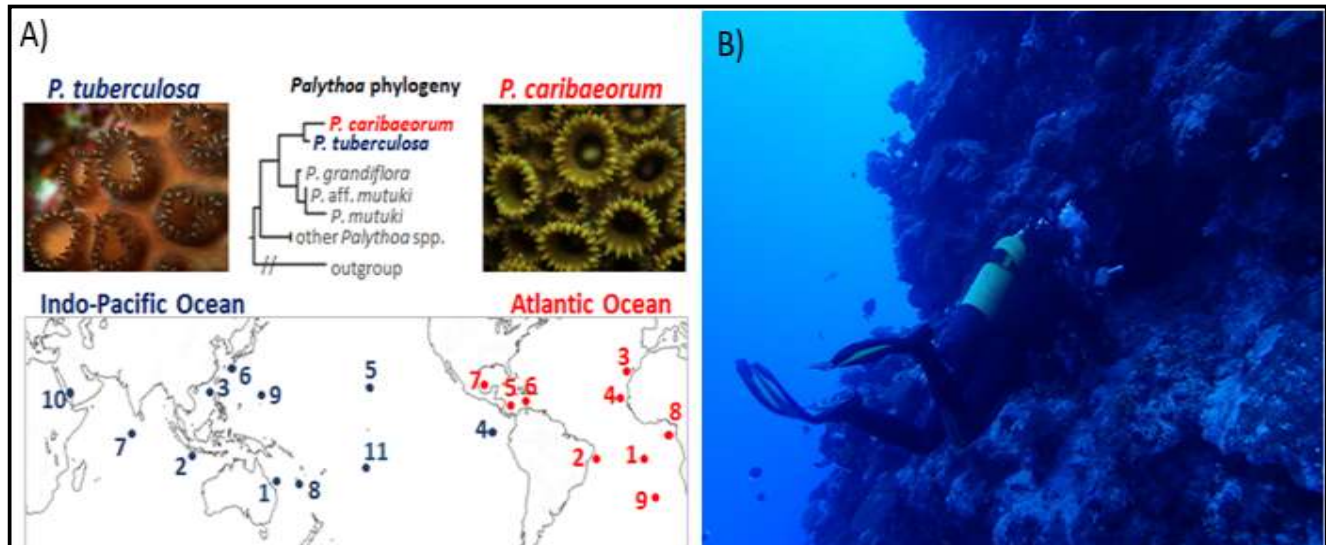 A)
B)
P. tuberculosa
Palythoa phylogeny
P. caribaeorum
P. caribaeorum
P. tuberculosa
P. grandiflora
P. aff. mutuki
P. mutuki
other Palythoa spp.
//
outgroup
Indo-Pacific Ocean
Atlantic Ocean
10
7
2
3
6
9
1
8
5
11
4
7
5
6
3
4
8
2
1
9